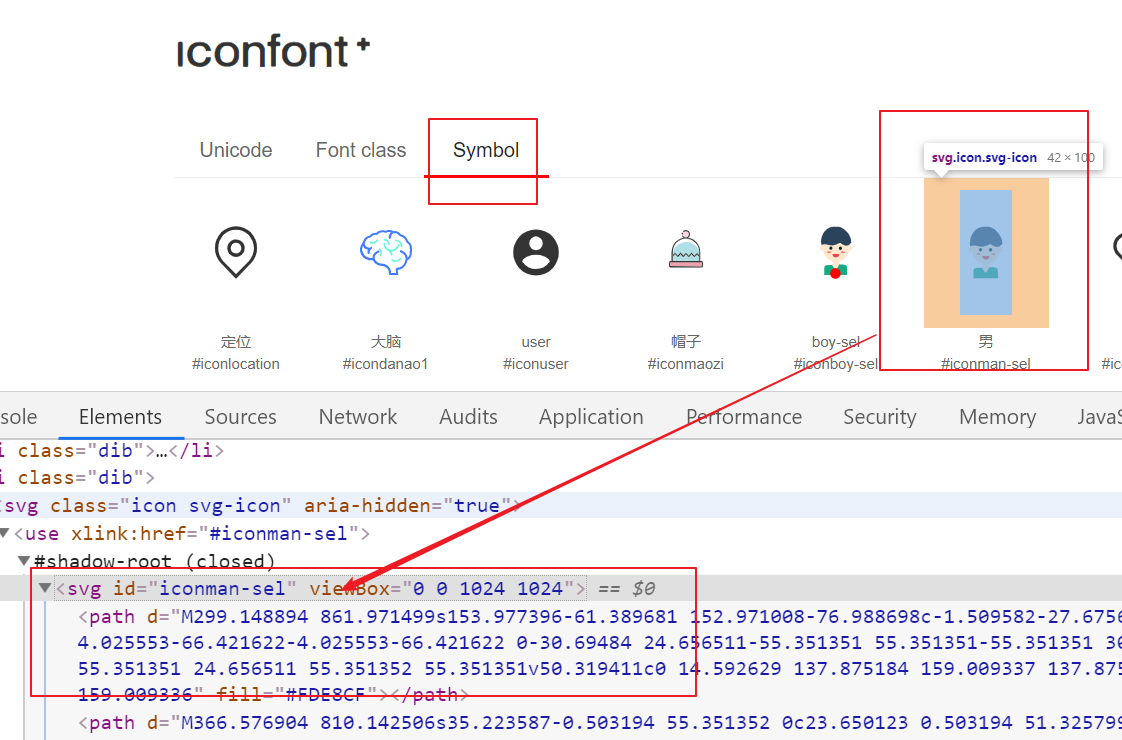 iconfont+
Unicode Font class Symbol
svg.icon.svg-icon 42 × 100
定位 大脑 user 帽子 boy-sel 男
#iconlocation #icondanao1 #iconuser #iconmaozi #iconboy-sel #iconman-sel #ic
sole Elements Sources Network Audits Application Performance Security Memory JavaS
i class="dib">…</li>
i class="dib">
svg class="icon svg-icon" aria-hidden="true">
▼<use xlink:href="#iconman-sel">
▼#shadow-root (closed)
▼<svg id="iconman-sel" viewBox="0 0 1024 1024"> == $0
<path d="M299.148894 861.971499s153.977396-61.389681 152.971008-76.988698c-1.509582-27.6756
4.025553-66.421622-4.025553-66.421622 0-30.69484 24.656511-55.351351 55.351351-55.351351 30
55.351351 24.656511 55.351352 55.351351v50.319411c0 14.592629 137.875184 159.009337 137.875
159.009336" fill="#FDE8CF"></path>
<path d="M366.576904 810.142506s35.223587-0.503194 55.351352 0c23.650123 0.503194 51.325799